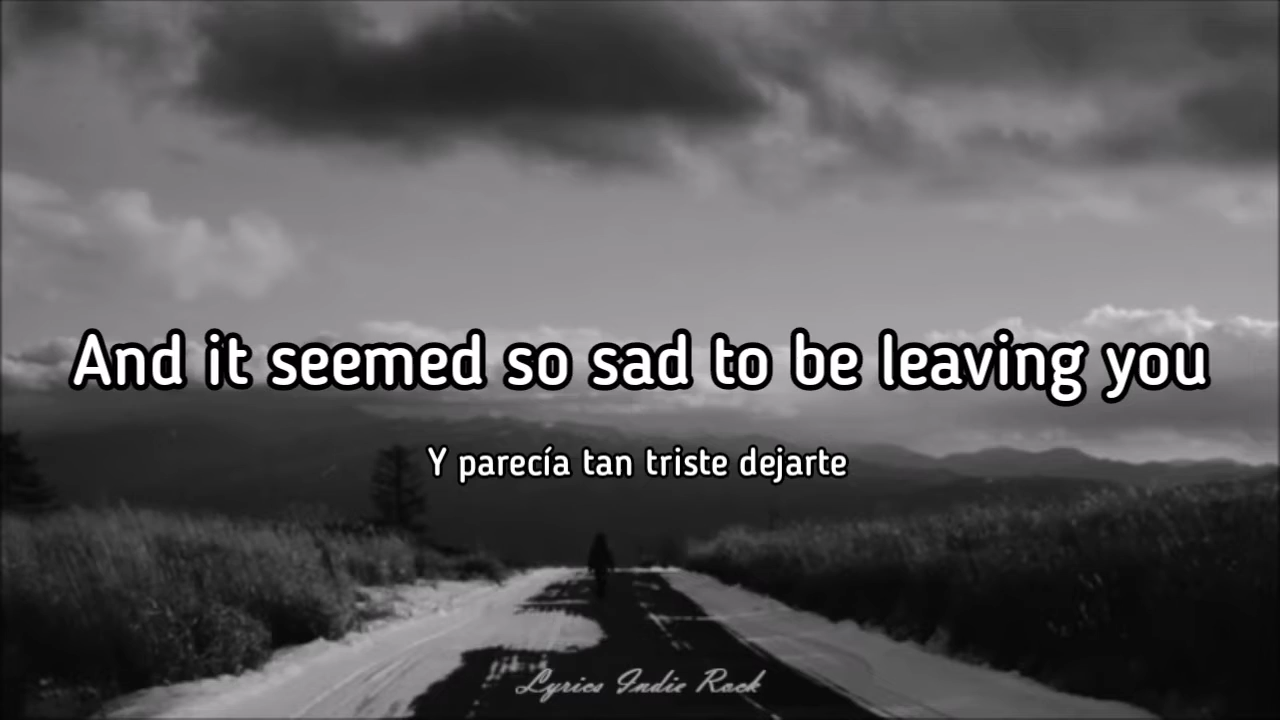 And it seemed so sad to be leaving you
Y parecía tan triste dejarte
Lyrics Indie Rock